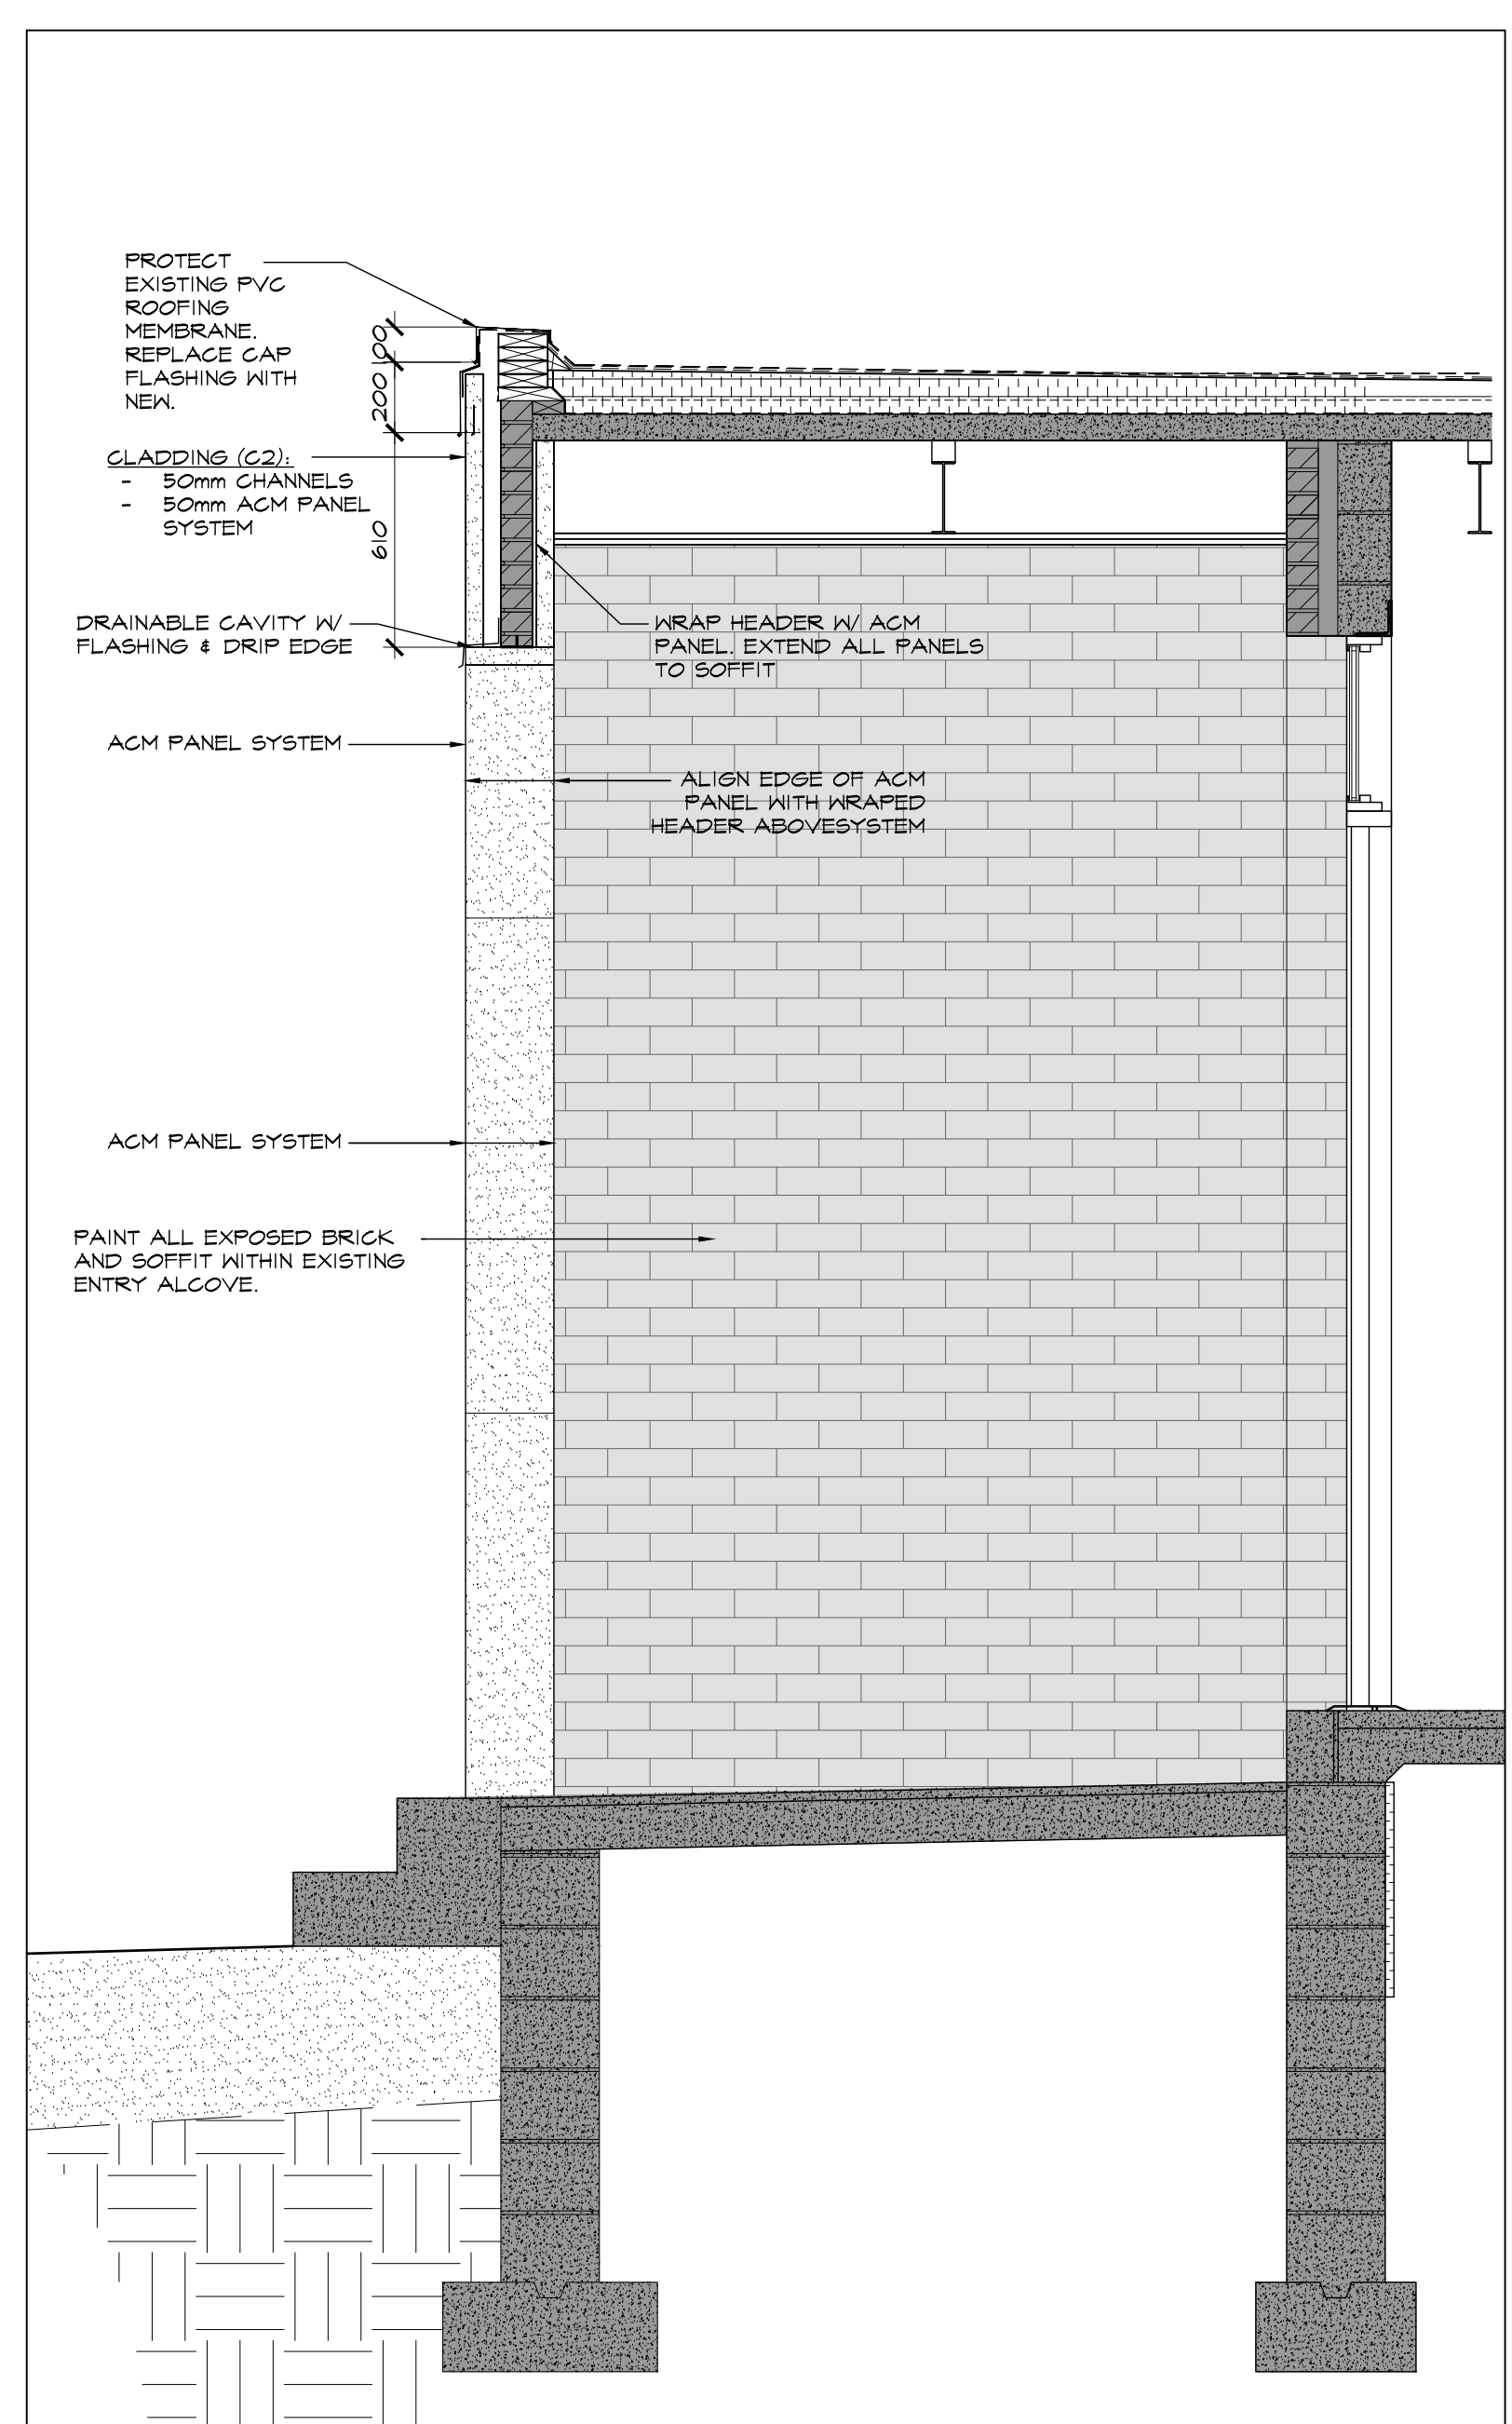 PROTECT
EXISTING PVC
ROOFING
MEMBRANE.
REPLACE CAP
FLASHING WITH
NEW.
100
200
CLADDING (C2):
- 50mm CHANNELS
- 50mm ACM PANEL
SYSTEM
610
DRAINABLE CAVITY W/
FLASHING & DRIP EDGE
WRAP HEADER W/ ACM
PANEL. EXTEND ALL PANELS
TO SOFFIT
ACM PANEL SYSTEM
ALIGN EDGE OF ACM
PANEL WITH WRAPED
HEADER ABOVESYSTEM
ACM PANEL SYSTEM
PAINT ALL EXPOSED BRICK
AND SOFFIT WITHIN EXISTING
ENTRY ALCOVE.